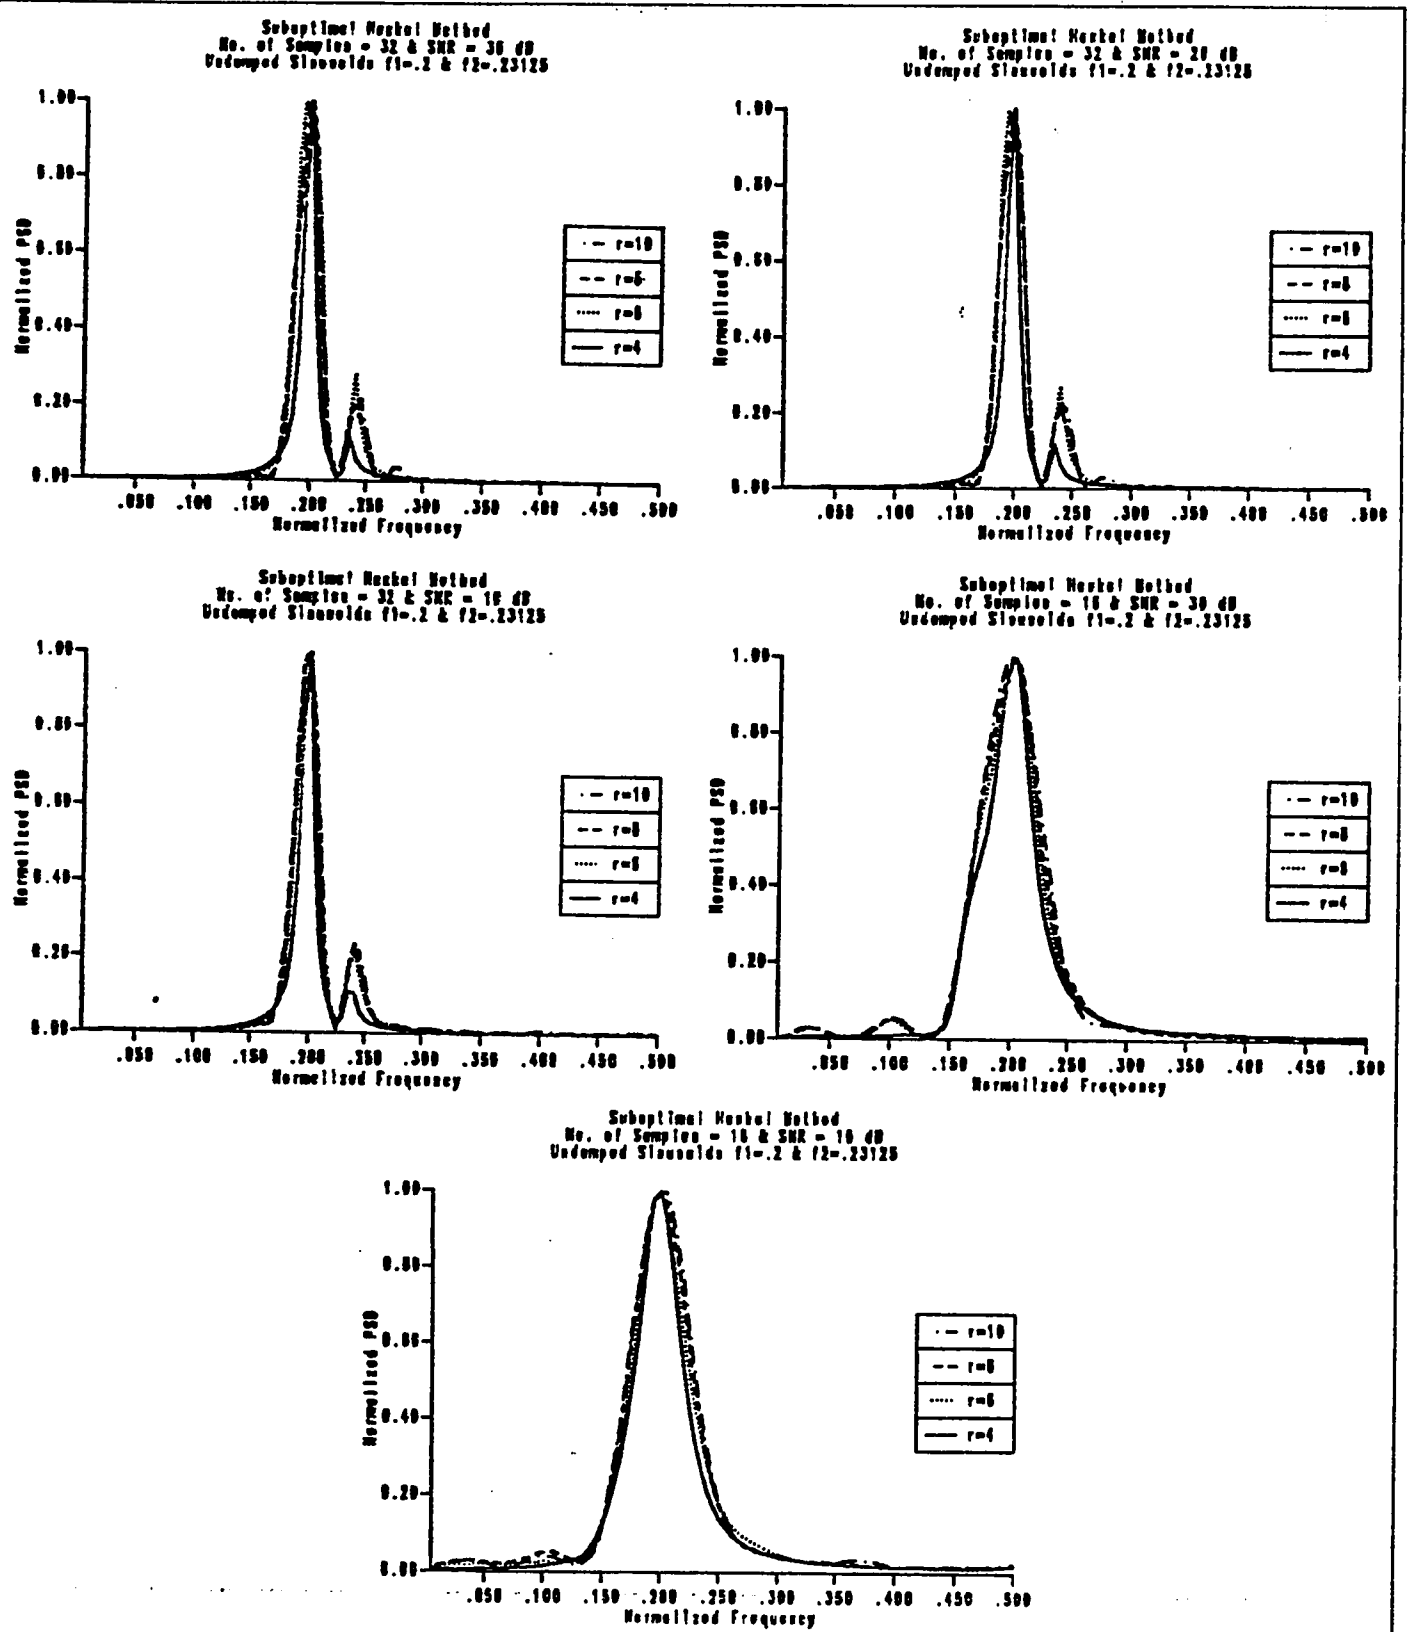 Suboptimal Hankel Method
No. of Samples = 32 & SNR = 30 dB
Undamped Sinusoids f1=.2 & f2=.23125
1.00
0.80
0.60
0.40
0.20
0.00
Normalized PSD
r=10
r=8
r=6
r=4
.050 .100 .150 .200 .250 .300 .350 .400 .450 .500
Normalized Frequency
Suboptimal Hankel Method
No. of Samples = 32 & SNR = 20 dB
Undamped Sinusoids f1=.2 & f2=.23125
1.00
0.80
0.60
0.40
0.20
0.00
Normalized PSD
r=10
r=8
r=6
r=4
.050 .100 .150 .200 .250 .300 .350 .400 .450 .500
Normalized Frequency
Suboptimal Hankel Method
No. of Samples = 32 & SNR = 10 dB
Undamped Sinusoids f1=.2 & f2=.23125
1.00
0.80
0.60
0.40
0.20
0.00
Normalized PSD
r=10
r=8
r=6
r=4
.050 .100 .150 .200 .250 .300 .350 .400 .450 .500
Normalized Frequency
Suboptimal Hankel Method
No. of Samples = 16 & SNR = 30 dB
Undamped Sinusoids f1=.2 & f2=.23125
1.00
0.80
0.60
0.40
0.20
0.00
Normalized PSD
r=10
r=8
r=6
r=4
.050 .100 .150 .200 .250 .300 .350 .400 .450 .500
Normalized Frequency
Suboptimal Hankel Method
No. of Samples = 16 & SNR = 10 dB
Undamped Sinusoids f1=.2 & f2=.23125
1.00
0.80
0.60
0.40
0.20
0.00
Normalized PSD
r=10
r=8
r=6
r=4
.050 .100 .150 .200 .250 .300 .350 .400 .450 .500
Normalized Frequency